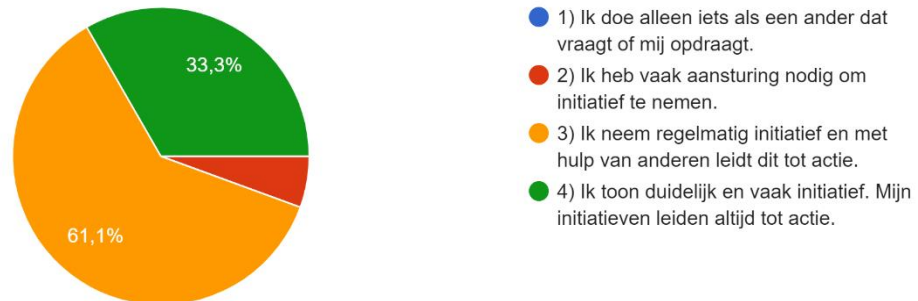 33,3%
61,1%
1) Ik doe alleen iets als een ander dat
vraagt of mij opdraagt.
2) Ik heb vaak aansturing nodig om
initiatief te nemen.
3) Ik neem regelmatig initiatief en met
hulp van anderen leidt dit tot actie.
4) Ik toon duidelijk en vaak initiatief. Mijn
initiatieven leiden altijd tot actie.